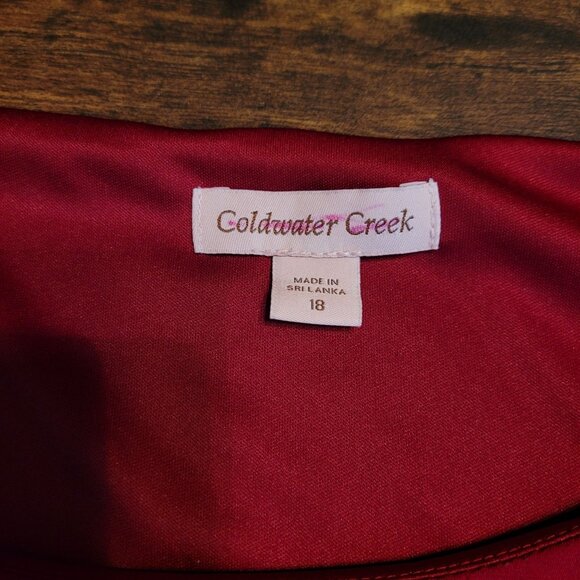 Coldwater Creek
MADE IN
SRI LANKA
18